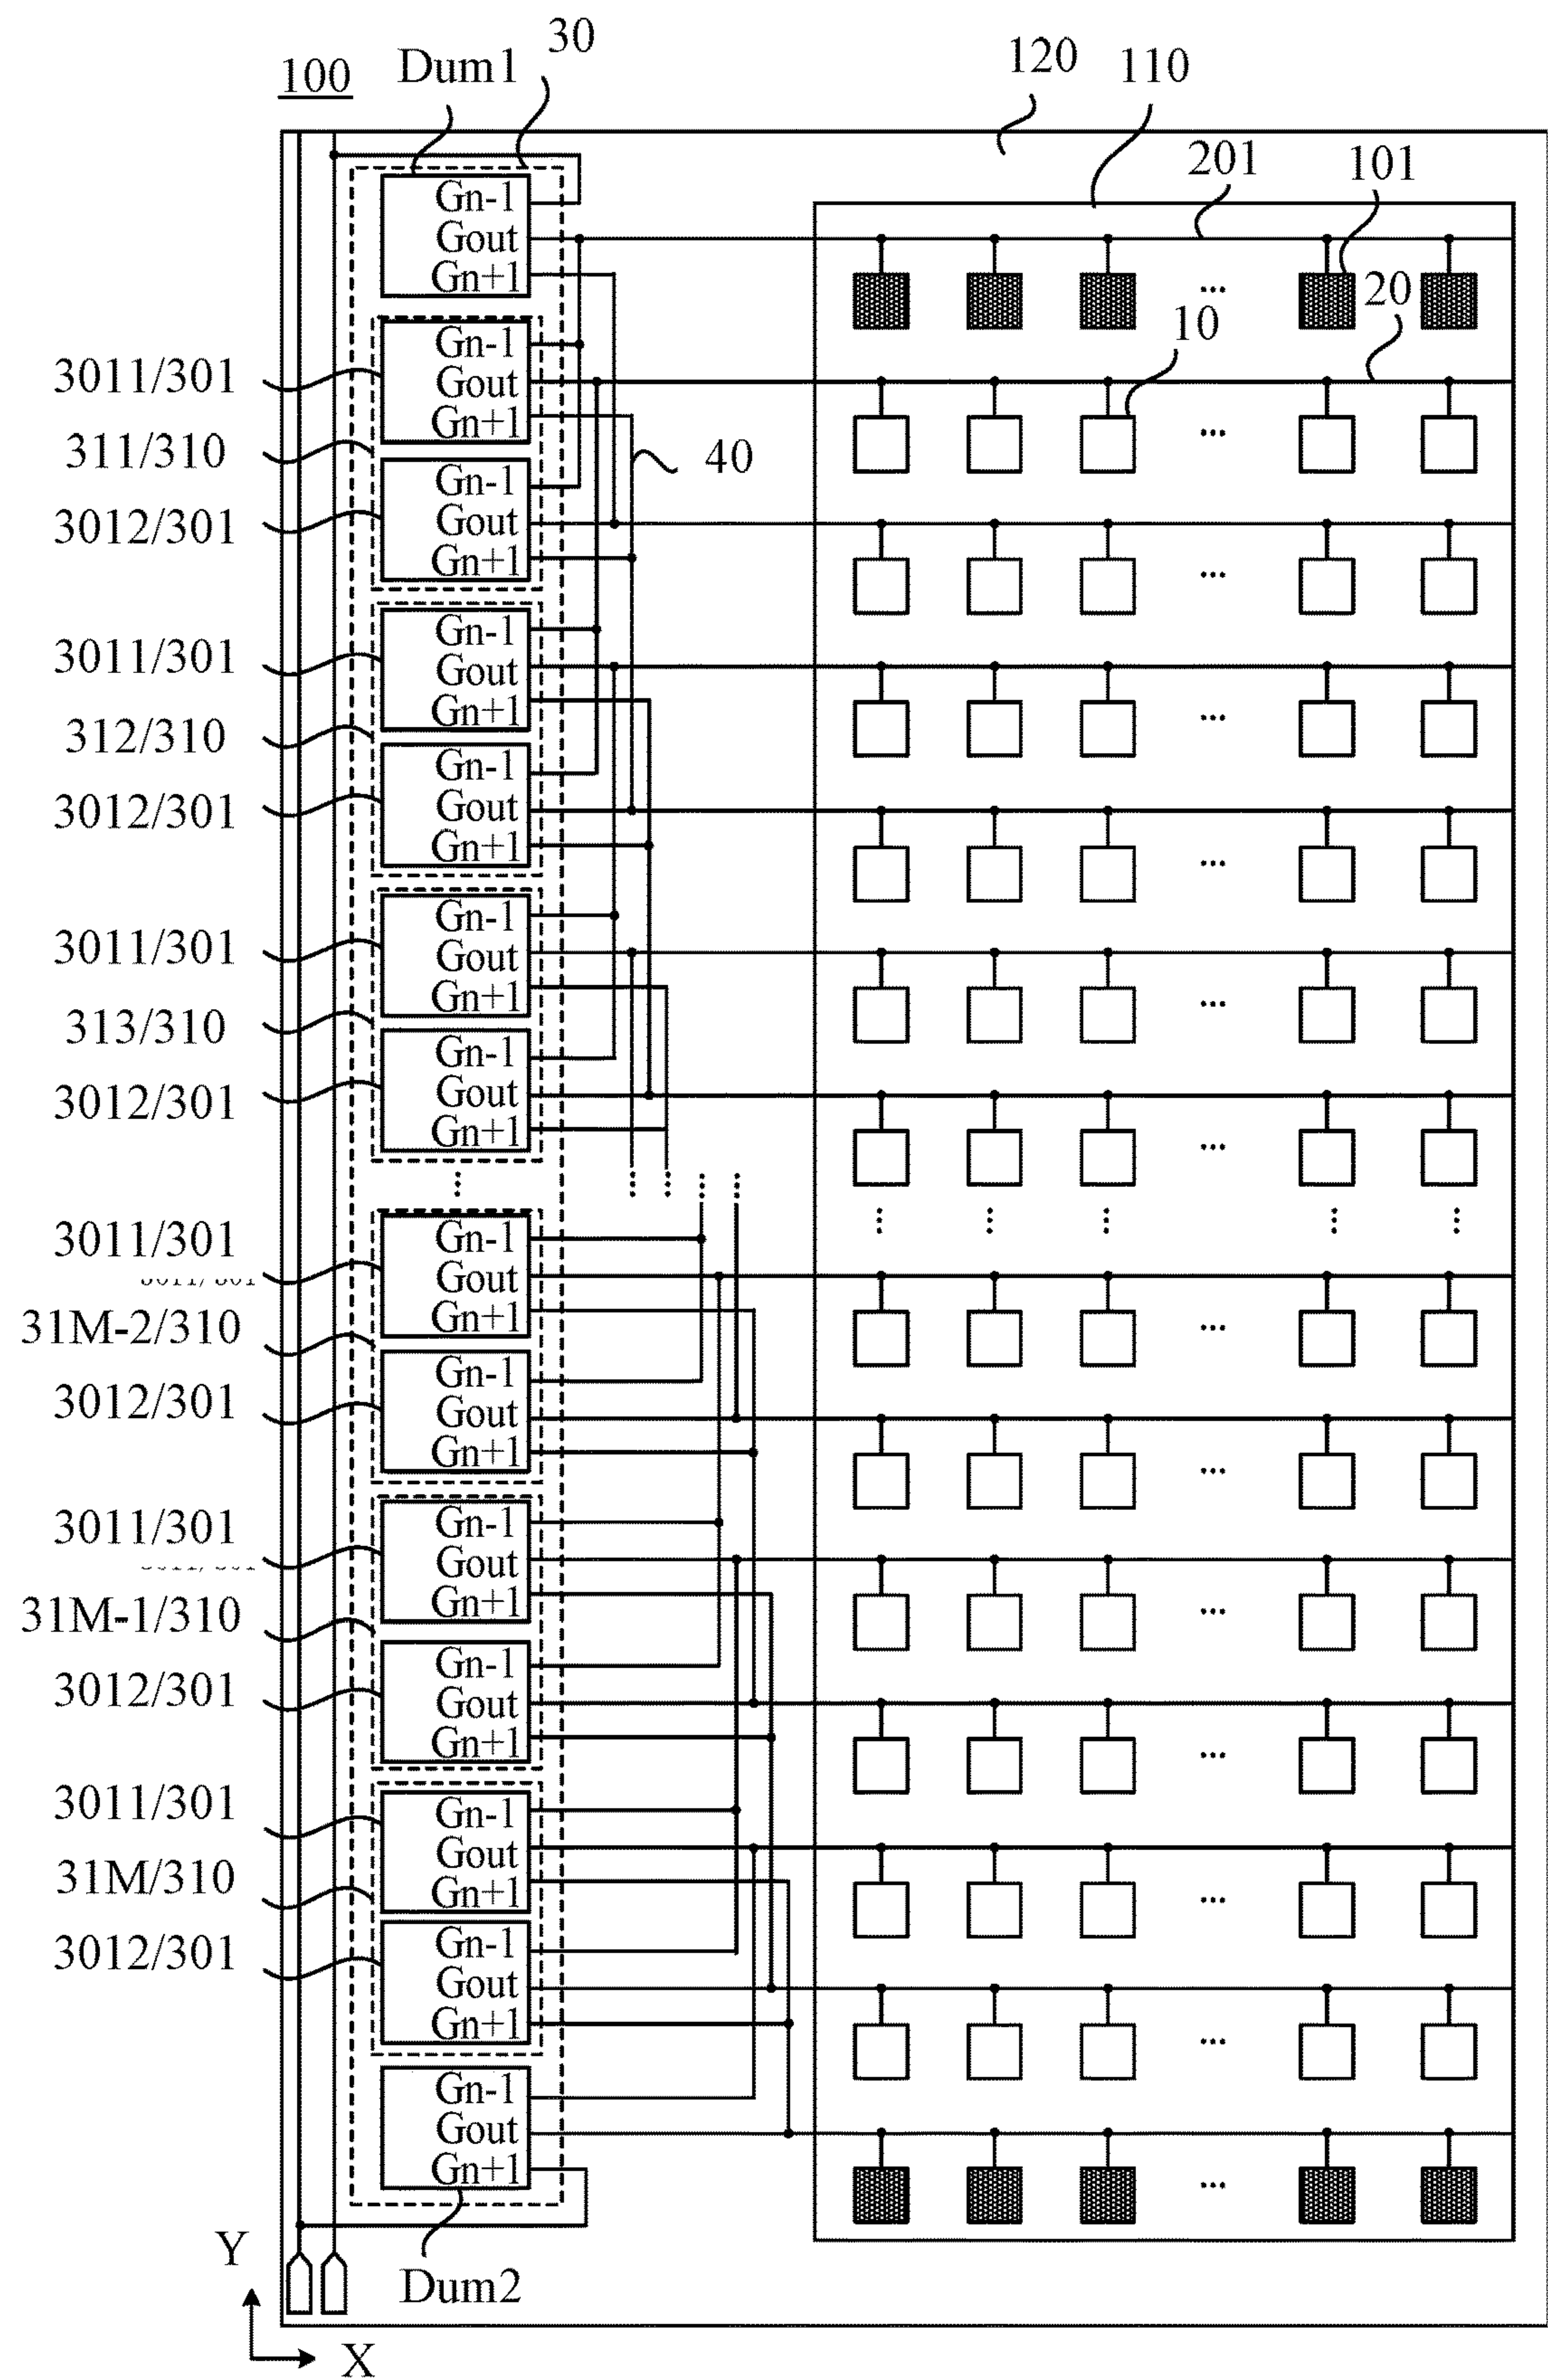 30
Dum1
100
120
110
201
101
Gn-1
Gout
Gn+1
20
10
3011/301
Gn-1
Gout
Gn+1
...
311/310
40
3012/301
Gn-1
Gout
Gn+1
...
...
3011/301
Gn-1
Gout
Gn+1
312/310
...
3012/301
Gn-1
Gout
Gn+1
...
3011/301
Gn-1
Gout
Gn+1
313/310
...
3012/301
Gn-1
Gout
Gn+1
...
3011/301
Gn-1
Gout
Gn+1
31M-2/310
...
3012/301
Gn-1
Gout
Gn+1
...
3011/301
Gn-1
Gout
Gn+1
31M-1/310
...
3012/301
Gn-1
Gout
Gn+1
...
3011/301
Gn-1
Gout
Gn+1
31M/310
...
3012/301
Gn-1
Gout
Gn+1
...
Gn-1
Gout
Gn+1
...
Dum2
Y
X